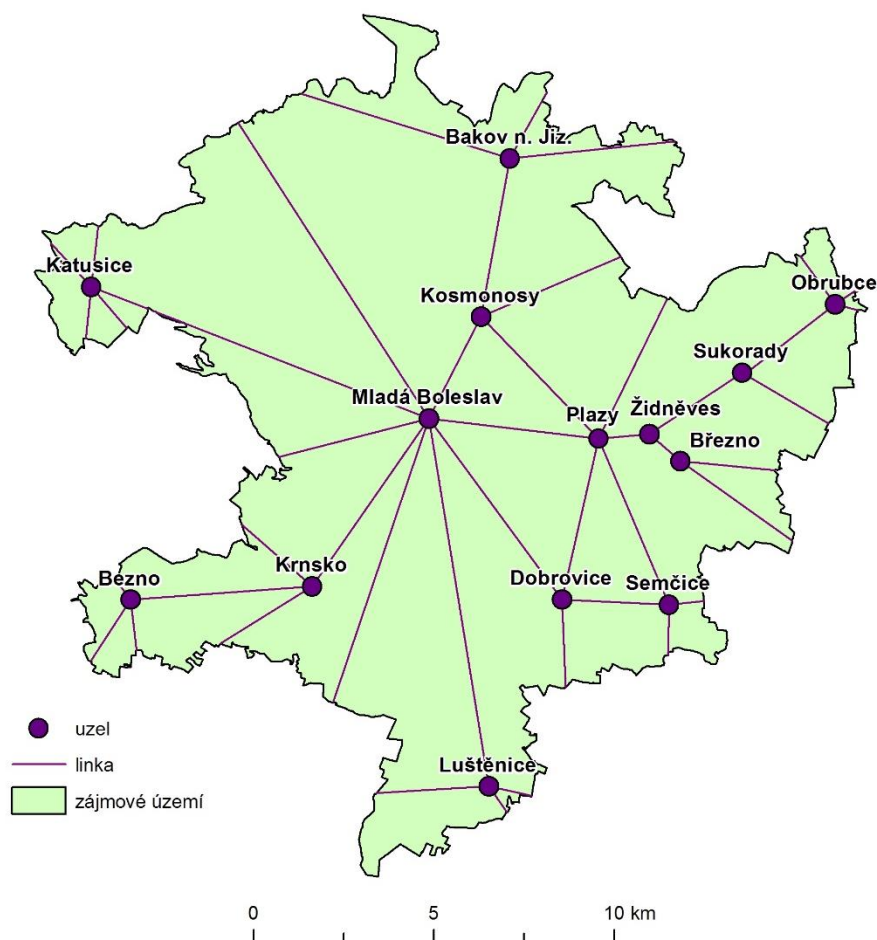 Bakov n. Jiz.
Katusice
Obrubce
Kosmonosy
Sukorady
Mladá Boleslav
Plazy
Židněves
Březno
Krnsko
Bezno
Dobrovice
Semčice
uzel
linka
Luštěnice
zájmové území
0 5 10 km